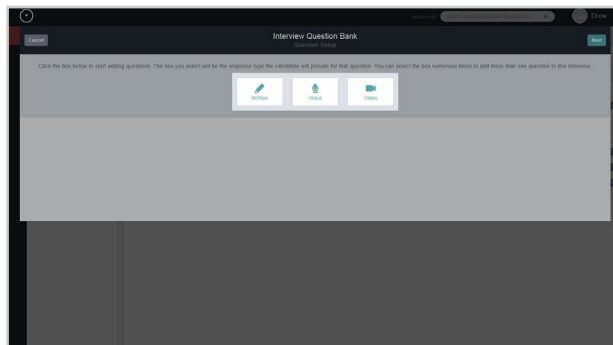 advanced
Drew
Cancel
Interview Question Bank
Question Setup
Next
Click the box below to start adding questions. The box you select will be the response type the candidate will provide for that question. You can select the box numerous times to add more than one question to this interview.
Written
Voice
Video